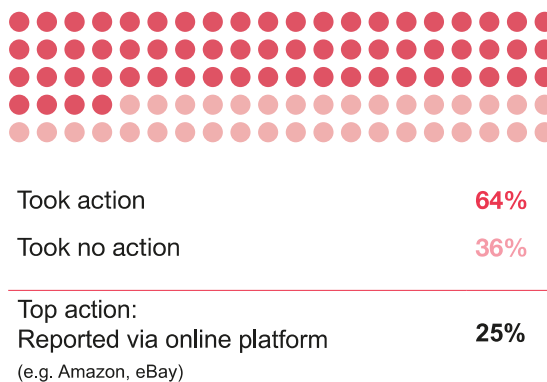 Took action 64%
Took no action 36%
Top action:
Reported via online platform 25%
(e.g. Amazon, eBay)